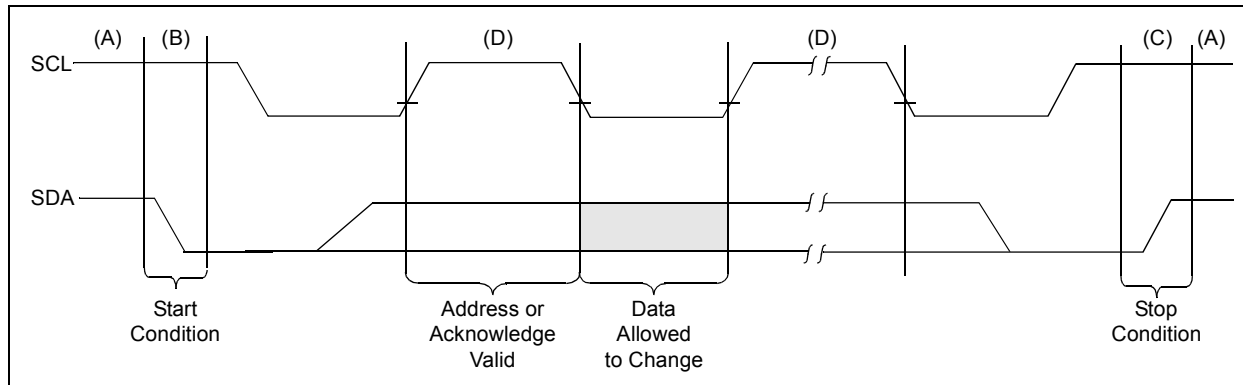 (A) (B) (D) (D) (C) (A)
SCL
SDA
Start
Condition
Address or
Acknowledge
Valid
Data
Allowed
to Change
Stop
Condition